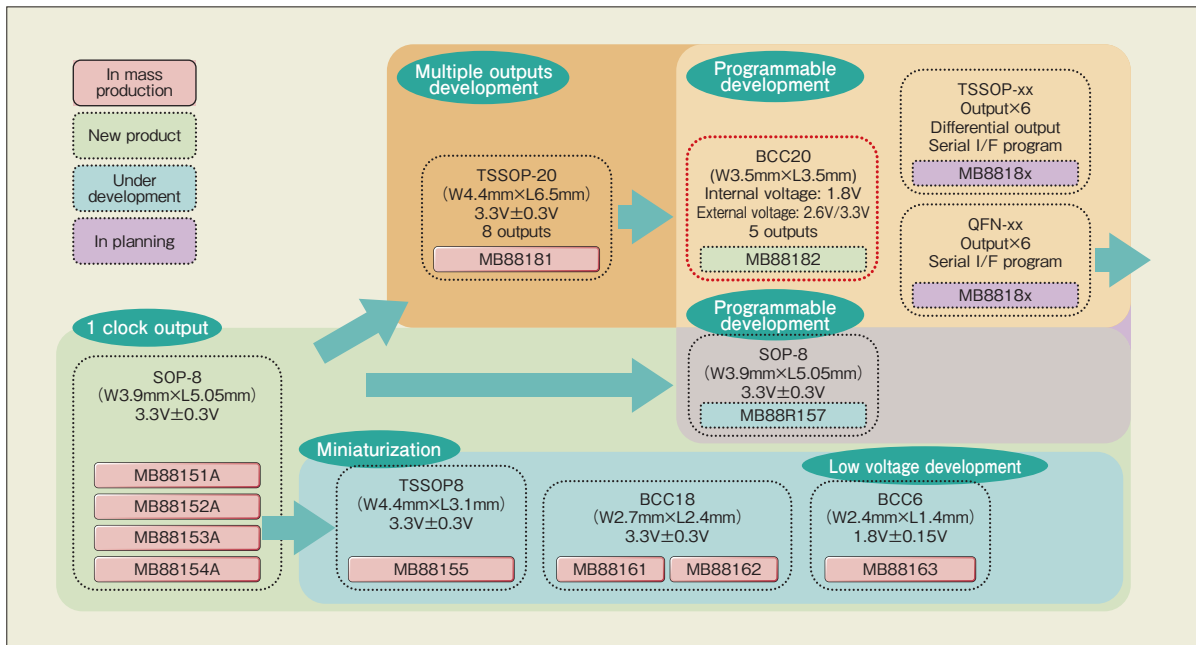 In mass
production
New product
Under
development
In planning
Multiple outputs
development
TSSOP-20
(W4.4mm×L6.5mm)
3.3V±0.3V
8 outputs
MB88181
Programmable
development
BCC20
(W3.5mm×L3.5mm)
Internal voltage: 1.8V
External voltage: 2.6V/3.3V
5 outputs
MB88182
TSSOP-xx
Output×6
Differential output
Serial I/F program
MB8818x
QFN-xx
Output×6
Serial I/F program
MB8818x
1 clock output
SOP-8
(W3.9mm×L5.05mm)
3.3V±0.3V
MB88151A
MB88152A
MB88153A
MB88154A
Programmable
development
SOP-8
(W3.9mm×L5.05mm)
3.3V±0.3V
MB88R157
Miniaturization
TSSOP8
(W4.4mm×L3.1mm)
3.3V±0.3V
MB88155
BCC18
(W2.7mm×L2.4mm)
3.3V±0.3V
MB88161
MB88162
Low voltage development
BCC6
(W2.4mm×L1.4mm)
1.8V±0.15V
MB88163